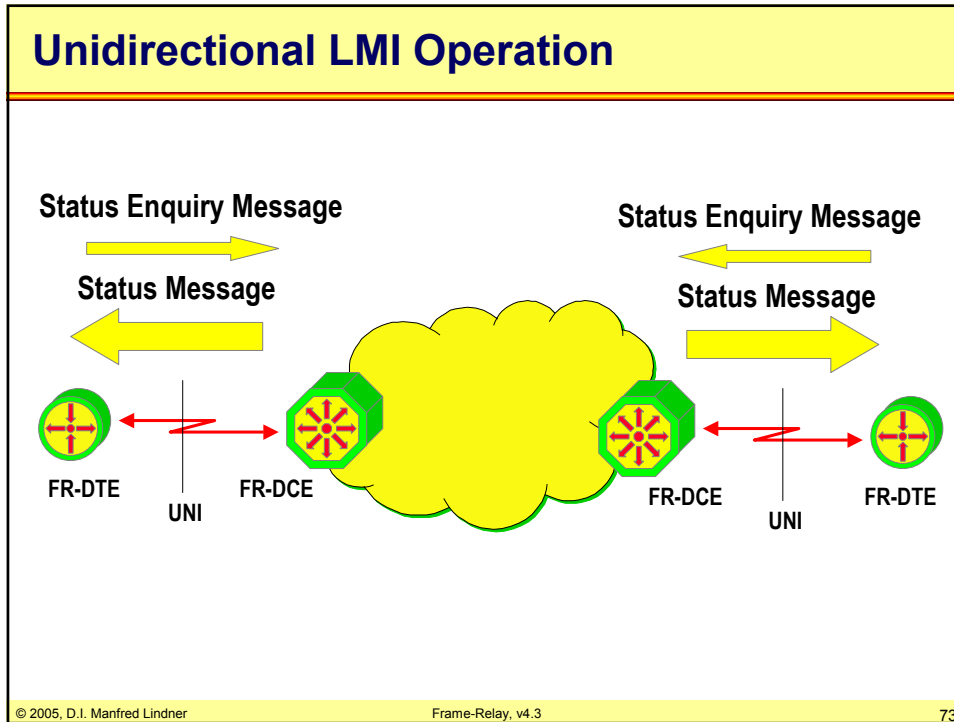 Unidirectional LMI Operation
Status Enquiry Message
Status Message
Status Enquiry Message
Status Message
FR-DTE
UNI
FR-DCE
FR-DCE
UNI
FR-DTE
© 2005, D.I. Manfred Lindner
Frame-Relay, v4.3
73